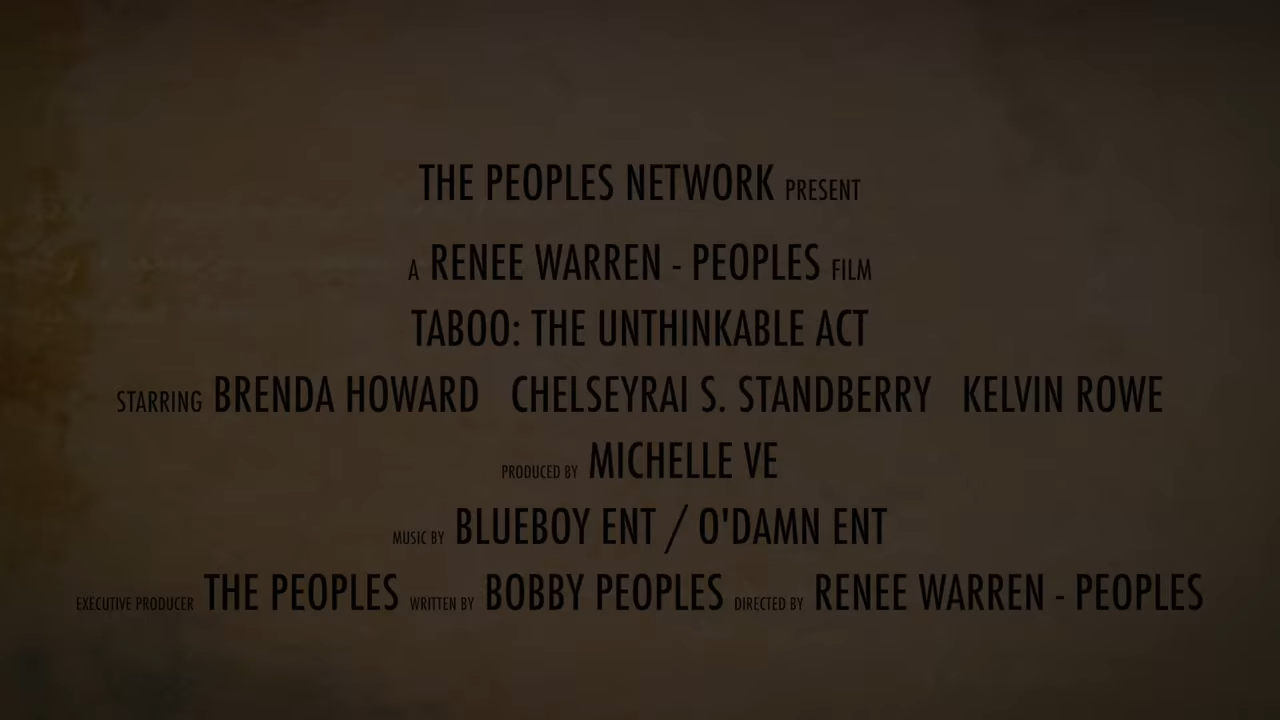 THE PEOPLES NETWORK PRESENT
A RENEE WARREN - PEOPLES FILM
TABOO: THE UNTHINKABLE ACT
STARRING BRENDA HOWARD CHELSEYRAI S. STANDBERRY KELVIN ROWE
PRODUCED BY MICHELLE VE
MUSIC BY BLUEBOY ENT / O'DAMN ENT
EXECUTIVE PRODUCER THE PEOPLES WRITTEN BY BOBBY PEOPLES DIRECTED BY RENEE WARREN - PEOPLES